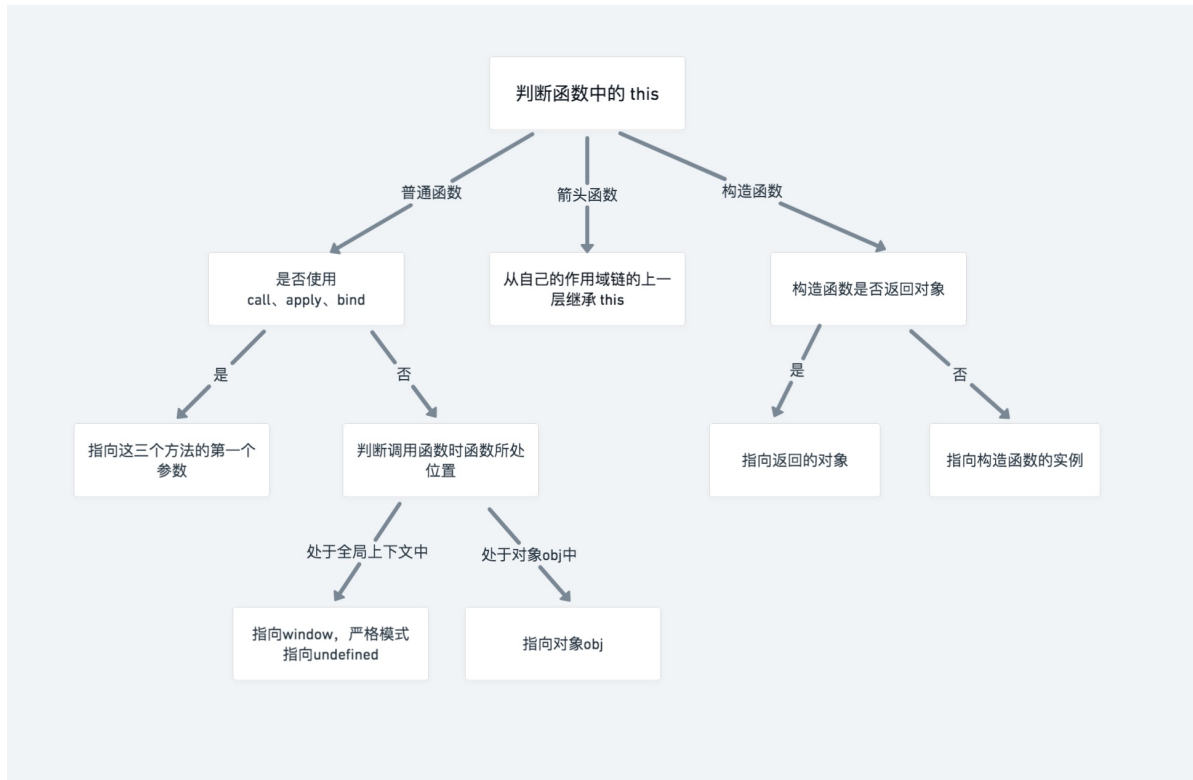 判断函数中的 this
普通函数
箭头函数
构造函数
是否使用
call、apply、bind
从自己的作用域链的上一
层继承 this
构造函数是否返回对象
是
否
是
否
指向这三个方法的第一个
参数
判断调用函数时函数所处
位置
指向返回的对象
指向构造函数的实例
处于全局上下文中
处于对象obj中
指向window，严格模式
指向undefined
指向对象obj